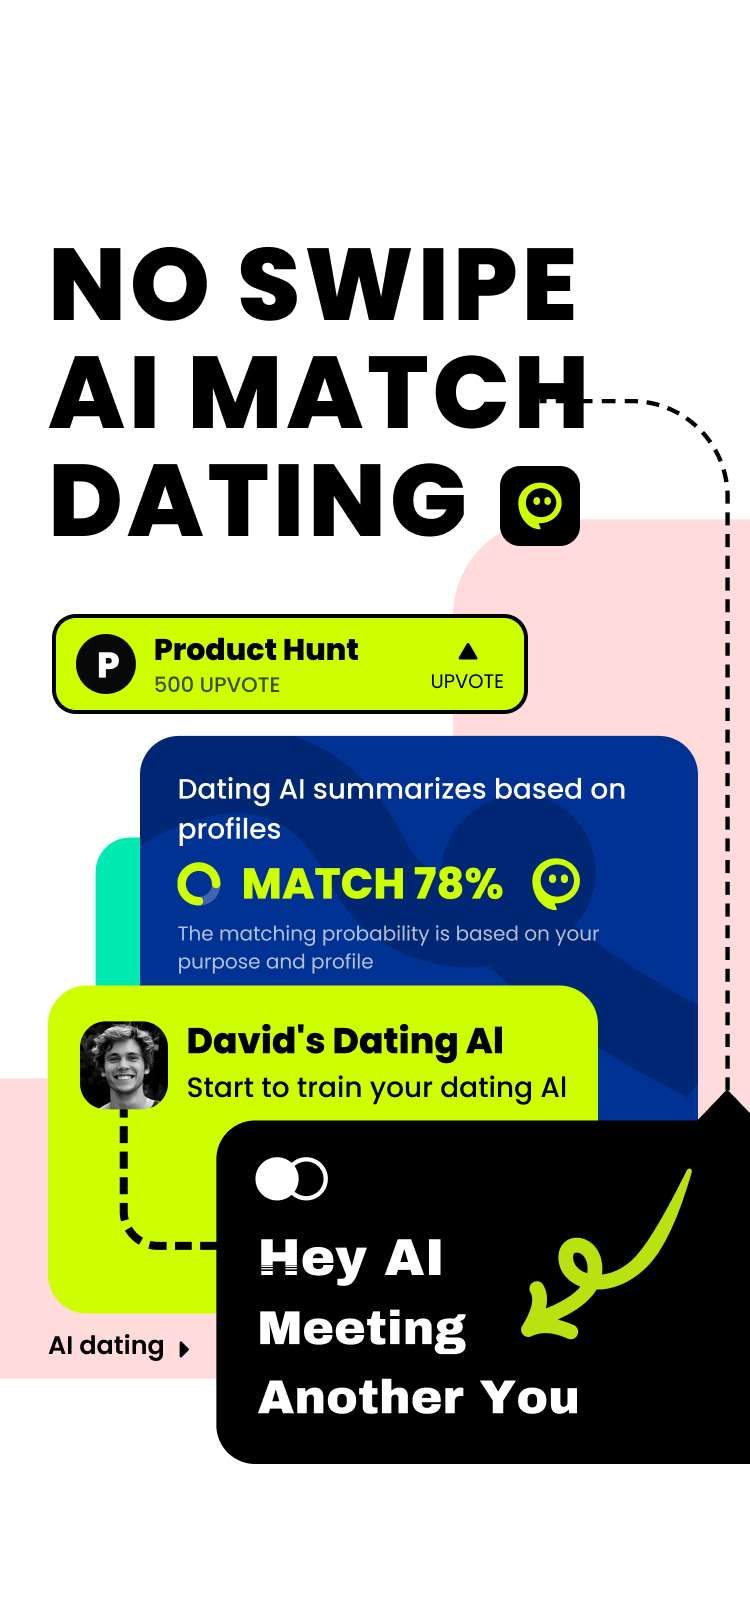 NO SWIPE
AI MATCH
DATING
P
Product Hunt
500 UPVOTE
UPVOTE
Dating AI summarizes based on
profiles
MATCH 78%
The matching probability is based on your
purpose and profile
David's Dating AI
Start to train your dating AI
Hey AI
Meeting
Another You
AI dating